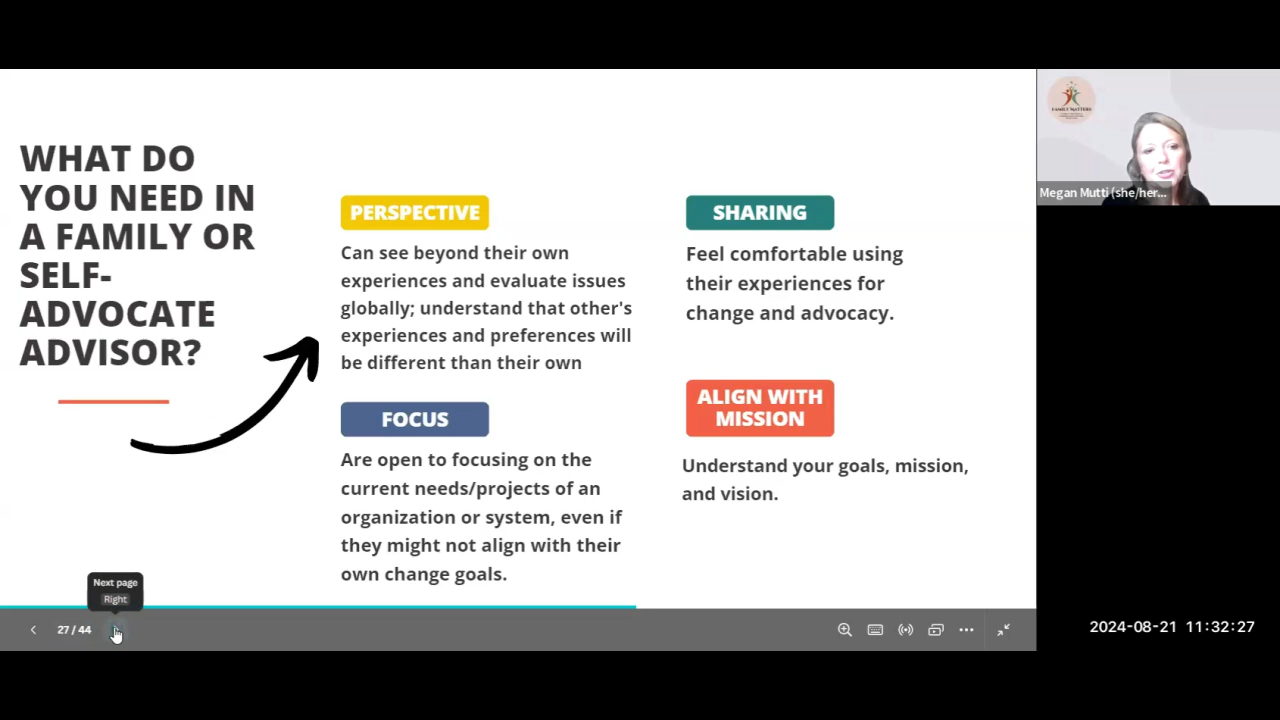 WHAT DO
YOU NEED IN
A FAMILY OR
SELF-
ADVOCATE
ADVISOR?
PERSPECTIVE
Can see beyond their own
experiences and evaluate issues
globally; understand that other's
experiences and preferences will
be different than their own
FOCUS
Are open to focusing on the
current needs/projects of an
organization or system, even if
they might not align with their
own change goals.
SHARING
Feel comfortable using
their experiences for
change and advocacy.
ALIGN WITH
MISSION
Understand your goals, mission,
and vision.
Next page
Right
27 / 44
FAMILY MATTERS
Megan Mutti (she/her...
2024-08-21 11:32:27